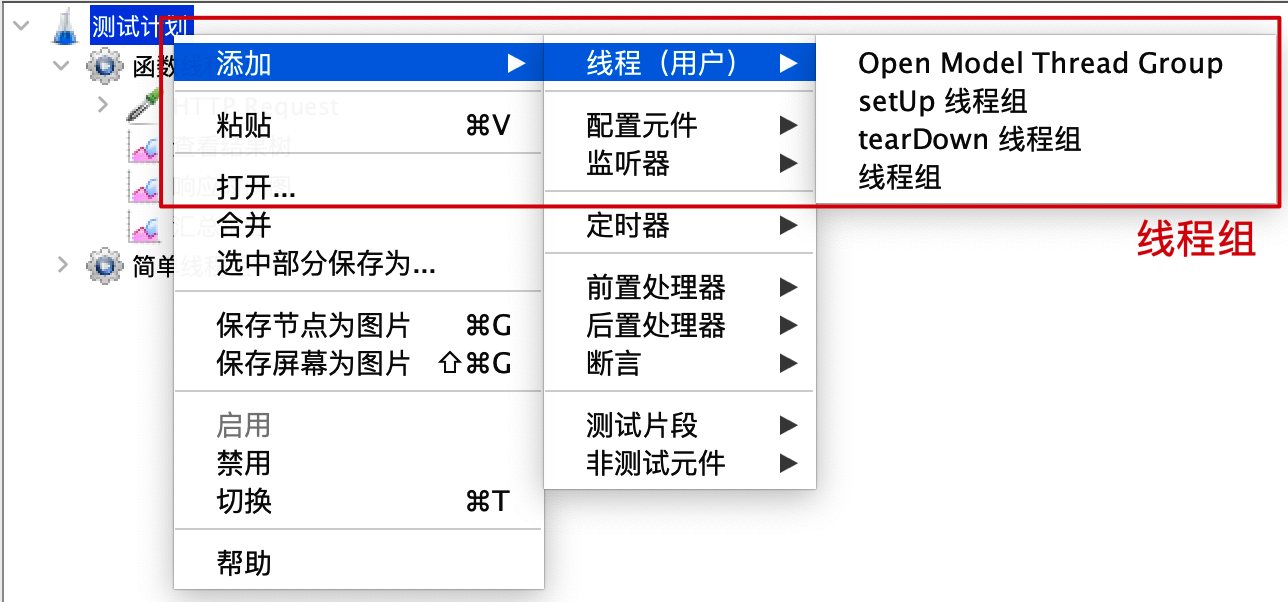 测试计划
函数
HTTP Request
查看结果树
简单
添加
粘贴 ⌘V
打开...
合并
选中部分保存为...
保存节点为图片 ⌘G
保存屏幕为图片 ⇧⌘G
启用
禁用
切换 ⌘T
帮助
线程（用户）
配置元件
监听器
定时器
前置处理器
后置处理器
断言
测试片段
非测试元件
Open Model Thread Group
setUp 线程组
tearDown 线程组
线程组
线程组